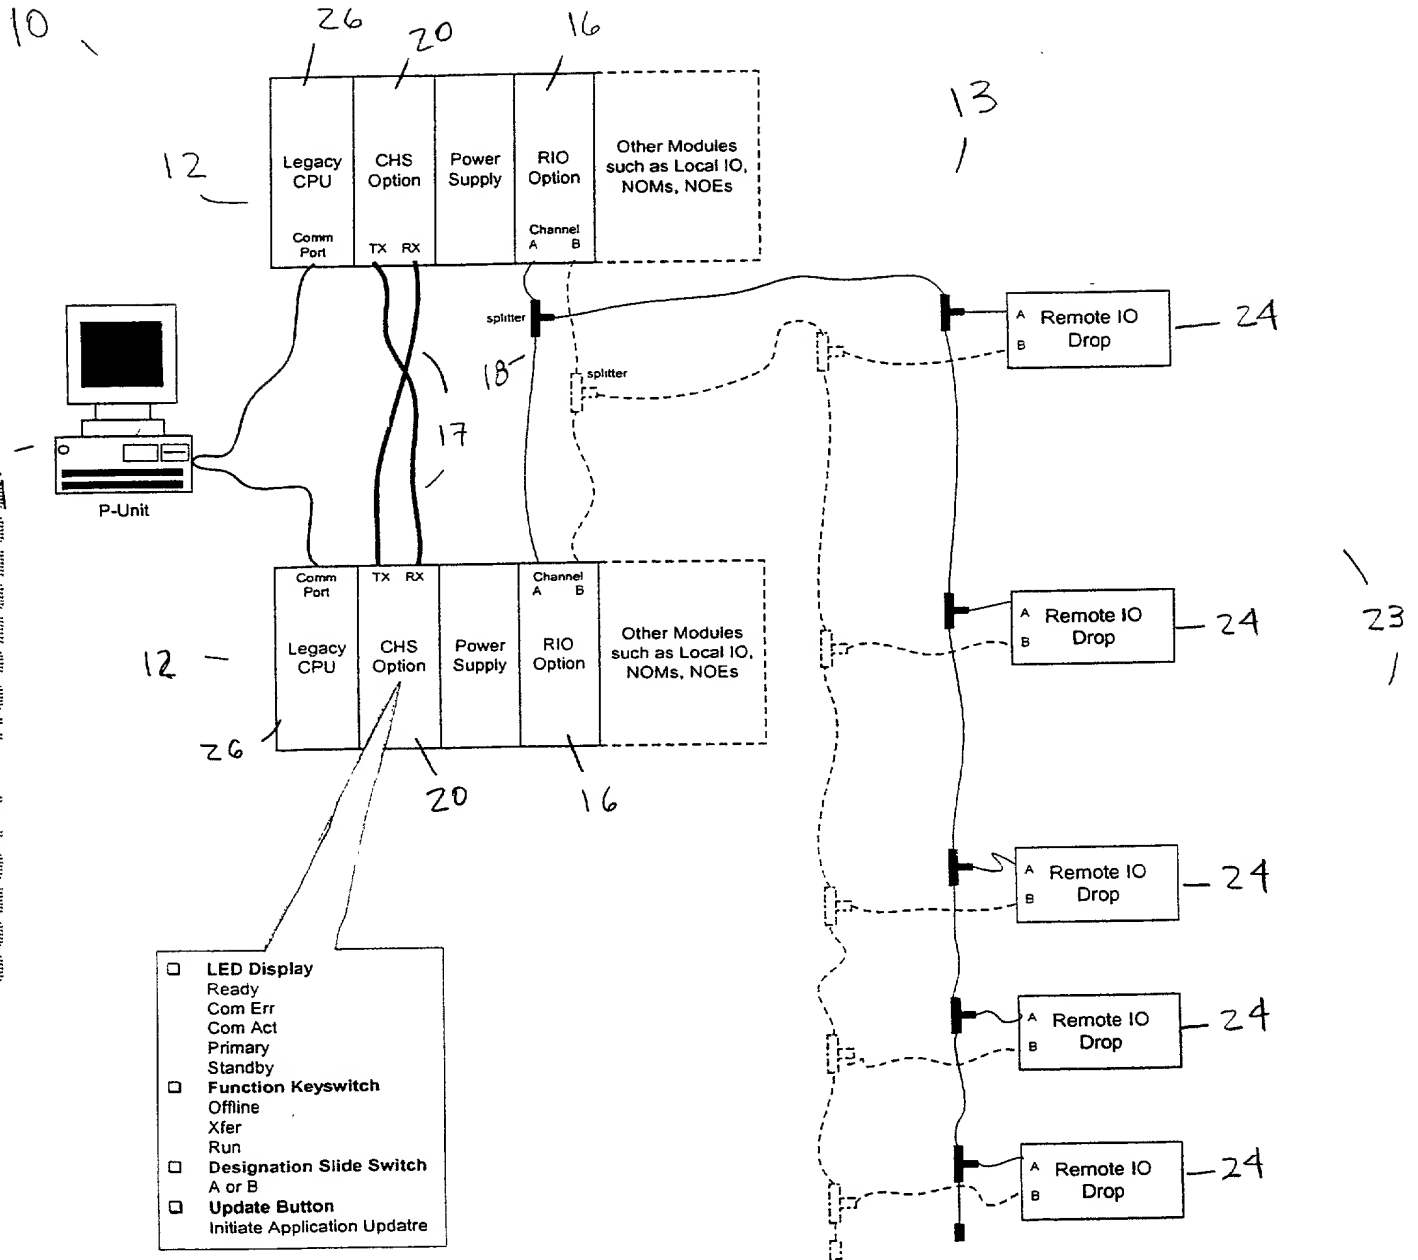 10
26
20
16
13
12
Legacy
CPU
CHS
Option
Power
Supply
RIO
Option
Other Modules
such as Local IO,
NOMs, NOEs
Comm
Port
TX RX
Channel
A B
splitter
18
splitter
17
A
B
Remote IO
Drop
24
P-Unit
Comm
Port
TX RX
Channel
A B
12
Legacy
CPU
CHS
Option
Power
Supply
RIO
Option
Other Modules
such as Local IO,
NOMs, NOEs
26
20
16
A
B
Remote IO
Drop
24
23
A
B
Remote IO
Drop
24
A
B
Remote IO
Drop
24
A
B
Remote IO
Drop
24
LED Display
Ready
Com Err
Com Act
Primary
Standby
Function Keyswitch
Offline
Xfer
Run
Designation Slide Switch
A or B
Update Button
Initiate Application Updatre